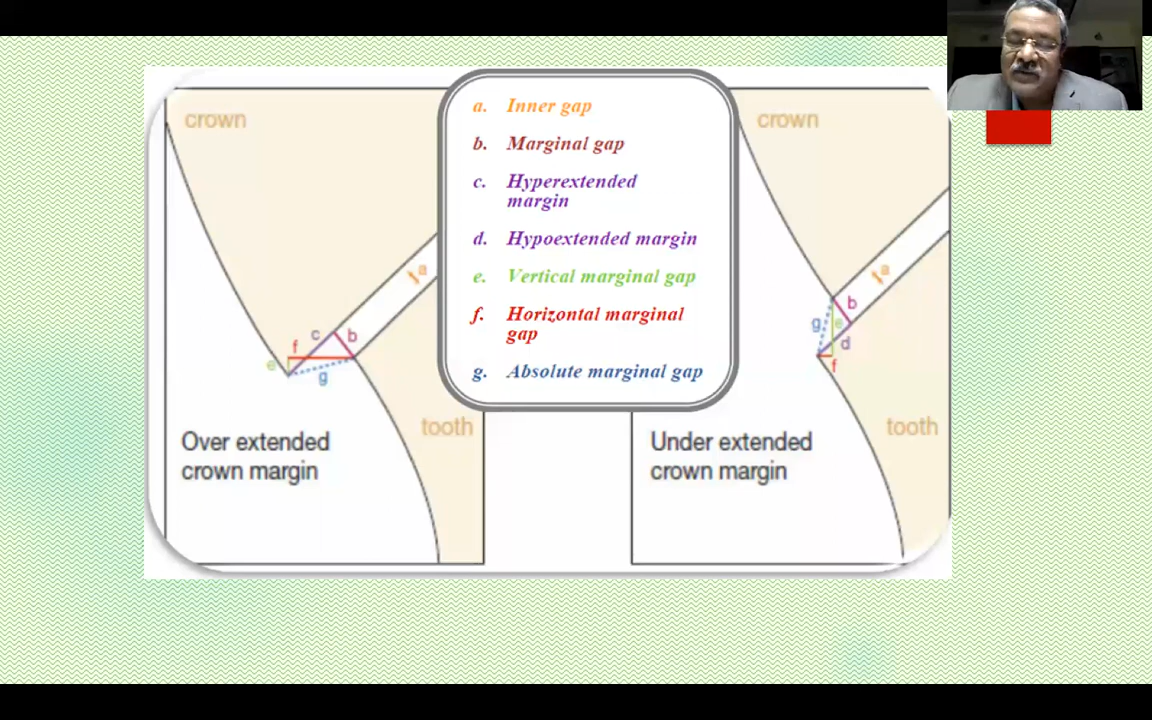 crown
a. Inner gap
b. Marginal gap
c. Hyperextended
margin
d. Hypoextended margin
e. Vertical marginal gap
f. Horizontal marginal
gap
g. Absolute marginal gap
a
c
b
f
e
g
tooth
Over extended
crown margin
crown
a
b
g
e
d
f
tooth
Under extended
crown margin